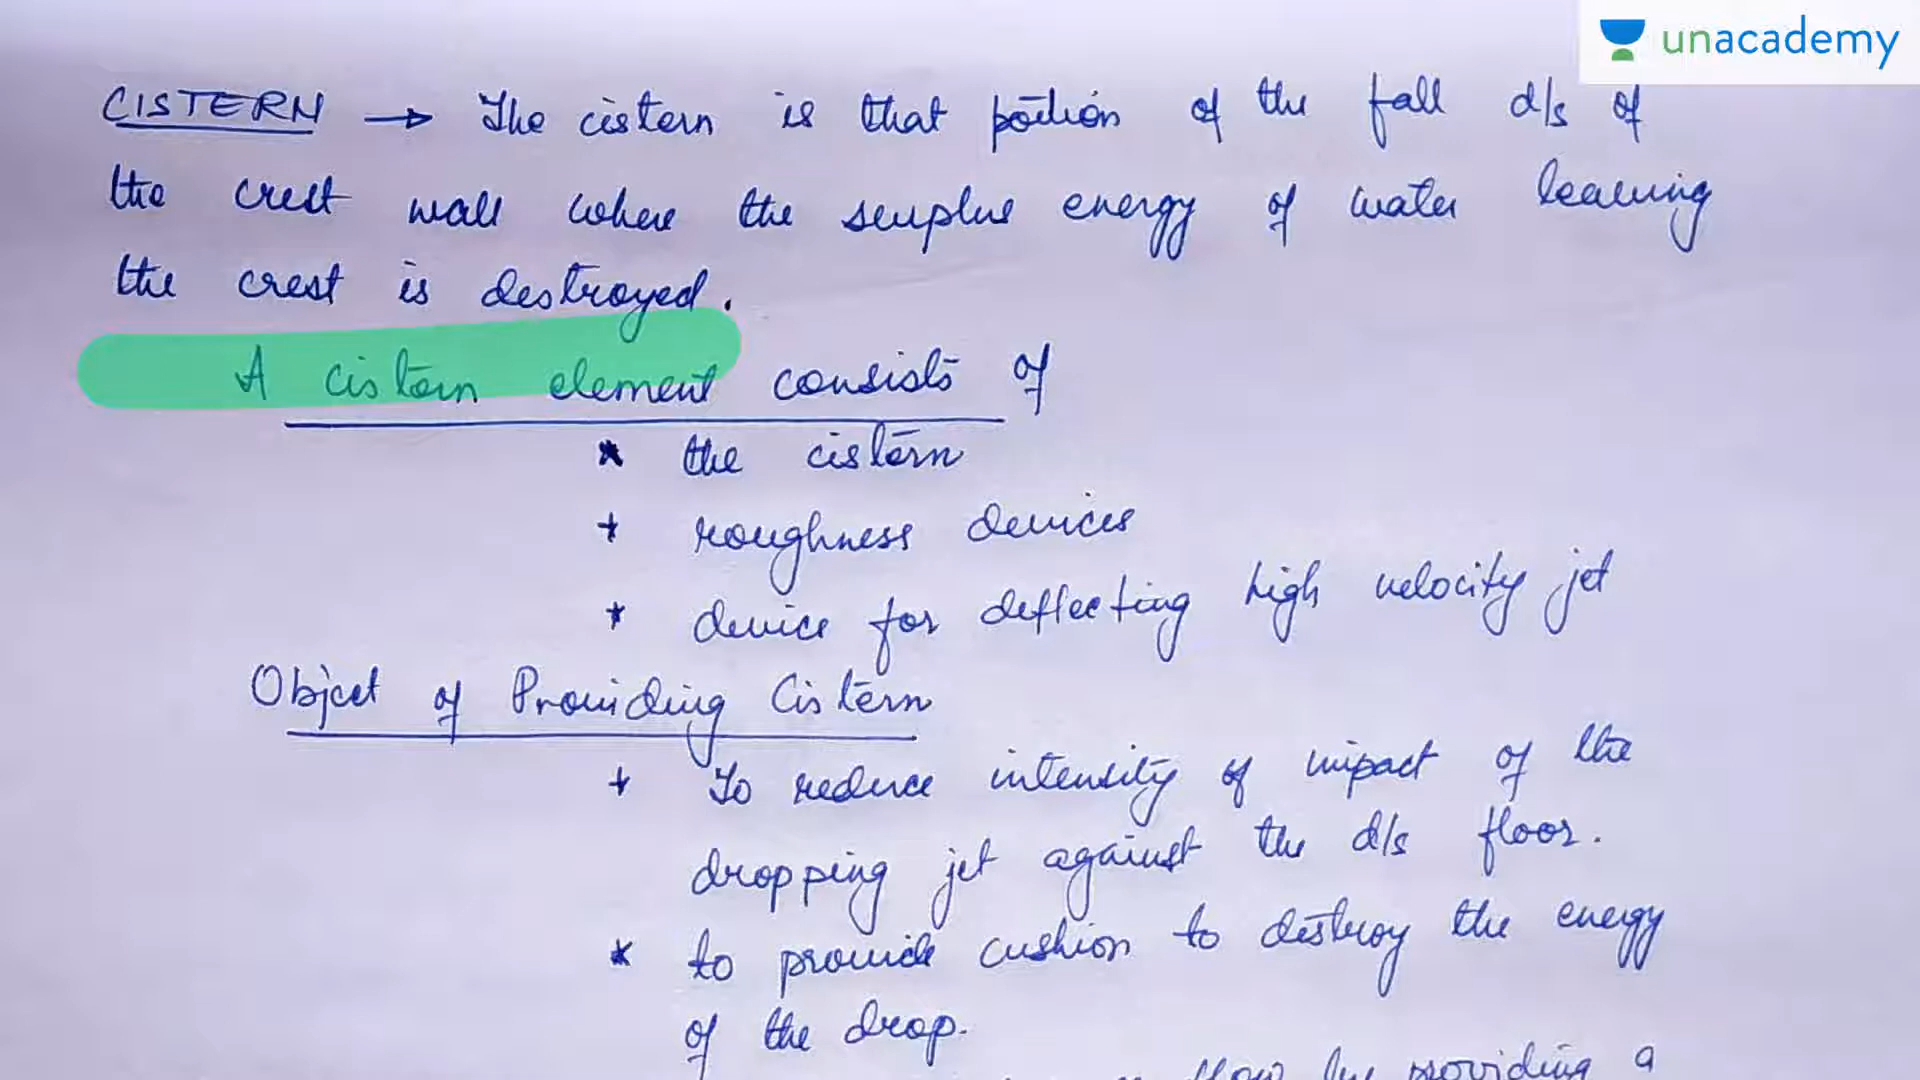 unacademy
CISTERN → The cistern is that portion of the fall d/s of
the crest wall where the surplus energy of water leaving
the crest is destroyed.
A cistern element consists of
* the cistern
* roughness devices
* device for deflecting high velocity jet
Object of Providing Cistern
* To reduce intensity of impact of the
dropping jet against the d/s floor.
* to provide cushion to destroy the energy
of the drop.
flow by providing a